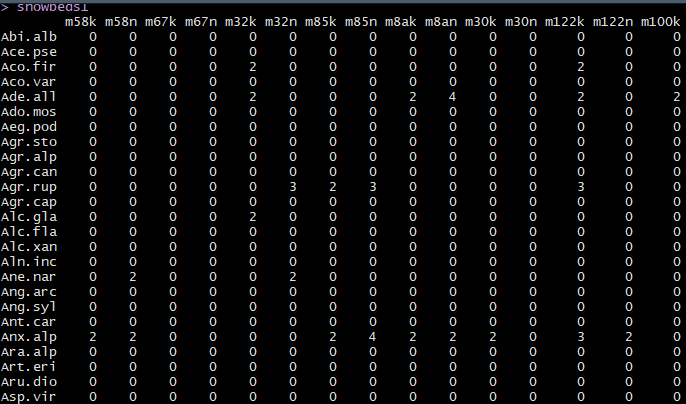 > snowbeds1
m58k m58n m67k m67n m32k m32n m85k m85n m8ak m8an m30k m30n m122k m122n m100k
Abi.alb 0 0 0 0 0 0 0 0 0 0 0 0 0 0 0
Ace.pse 0 0 0 0 0 0 0 0 0 0 0 0 0 0 0
Aco.fir 0 0 0 0 2 0 0 0 0 0 0 0 2 0 0
Aco.var 0 0 0 0 0 0 0 0 0 0 0 0 0 0 0
Ade.all 0 0 0 0 2 0 0 0 2 4 0 0 2 0 2
Ado.mos 0 0 0 0 0 0 0 0 0 0 0 0 0 0 0
Aeg.pod 0 0 0 0 0 0 0 0 0 0 0 0 0 0 0
Agr.sto 0 0 0 0 0 0 0 0 0 0 0 0 0 0 0
Agr.alp 0 0 0 0 0 0 0 0 0 0 0 0 0 0 0
Agr.can 0 0 0 0 0 0 0 0 0 0 0 0 0 0 0
Agr.rup 0 0 0 0 0 3 2 3 0 0 0 0 3 0 0
Agr.cap 0 0 0 0 0 0 0 0 0 0 0 0 0 0 0
Alc.gla 0 0 0 0 2 0 0 0 0 0 0 0 0 0 0
Alc.fla 0 0 0 0 0 0 0 0 0 0 0 0 0 0 0
Alc.xan 0 0 0 0 0 0 0 0 0 0 0 0 0 0 0
Aln.inc 0 0 0 0 0 0 0 0 0 0 0 0 0 0 0
Ane.nar 0 2 0 0 0 2 0 0 0 0 0 0 0 0 0
Ang.arc 0 0 0 0 0 0 0 0 0 0 0 0 0 0 0
Ang.syl 0 0 0 0 0 0 0 0 0 0 0 0 0 0 0
Ant.car 0 0 0 0 0 0 0 0 0 0 0 0 0 0 0
Anx.alp 2 2 0 0 0 0 2 4 2 2 2 0 3 2 0
Ara.alp 0 0 0 0 0 0 0 0 0 0 0 0 0 0 0
Art.eri 0 0 0 0 0 0 0 0 0 0 0 0 0 0 0
Aru.dio 0 0 0 0 0 0 0 0 0 0 0 0 0 0 0
Asp.vir 0 0 0 0 0 0 0 0 0 0 0 0 0 0 0